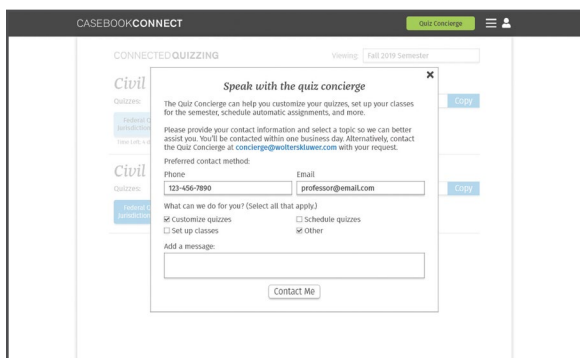 CASEBOOKCONNECT
Quiz Concierge
CONNECTEDQUIZZING
Viewing: Fall 2019 Semester
Civil
Quizzes:
Copy
Federal
Jurisdiction
Civil
Quizzes:
Copy
Federal
Jurisdiction
Speak with the quiz concierge
The Quiz Concierge can help you customize your quizzes, set up your classes
for the semester, schedule automatic assignments, and more.
Please provide your contact information and select a topic so we can better
assist you. You'll be contacted within one business day. Alternatively, contact
the Quiz Concierge at concierge@wolterskluwer.com with your request.
Preferred contact method:
Phone Email
123-456-7890 professor@email.com
What can we do for you? (Select all that apply.)
Customize quizzes Schedule quizzes
Set up classes Other
Add a message:
Contact Me